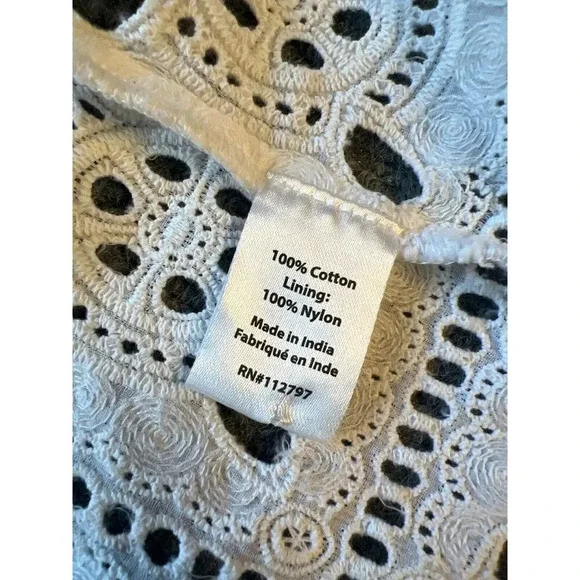 100% Cotton
Lining:
100% Nylon
Made in India
Fabriqué en Inde
RN#112797